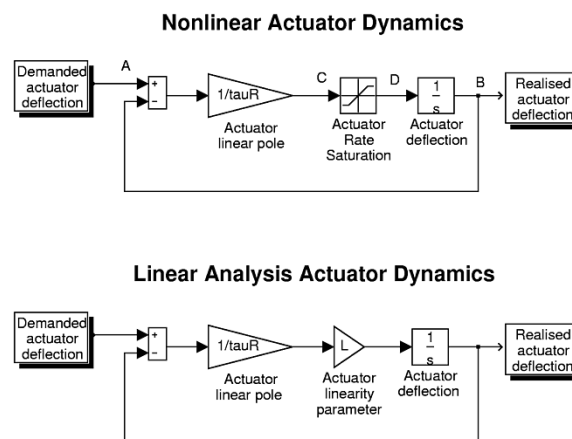 Nonlinear Actuator Dynamics
Demanded
actuator
deflection
A
+
−
1/tauR
Actuator
linear pole
C
Actuator
Rate
Saturation
D
1
s
Actuator
deflection
B
Realised
actuator
deflection
Linear Analysis Actuator Dynamics
Demanded
actuator
deflection
+
−
1/tauR
Actuator
linear pole
L
Actuator
linearity
parameter
1
s
Actuator
deflection
Realised
actuator
deflection